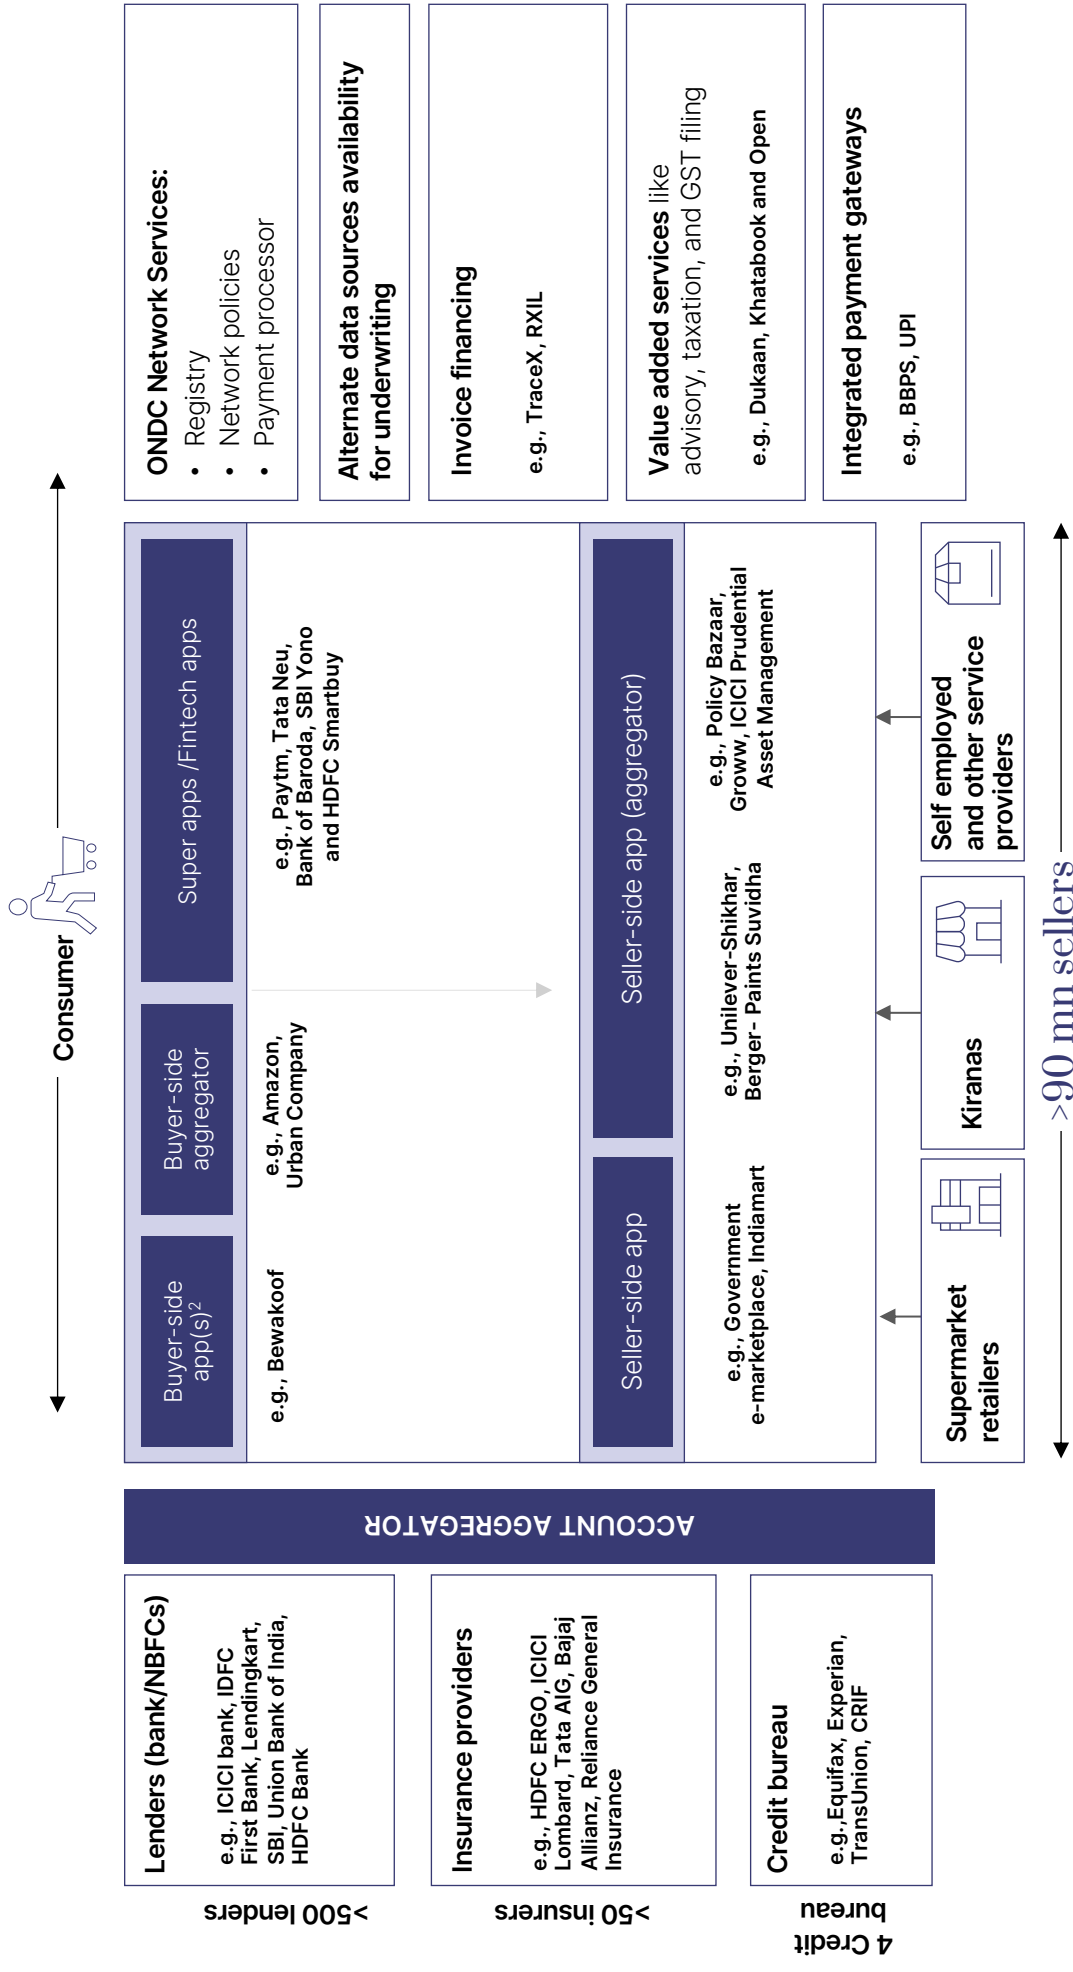 Consumer
>500 lenders
Lenders (bank/NBFCs)
e.g., ICICI bank, IDFC
First Bank, Lendingkart,
SBI, Union Bank of India,
HDFC Bank
>50 insurers
Insurance providers
e.g., HDFC ERGO, ICICI
Lombard, Tata AIG, Bajaj
Allianz, Reliance General
Insurance
4 Credit
bureau
Credit bureau
e.g.,Equifax, Experian,
TransUnion, CRIF
ACCOUNT AGGREGATOR
Buyer-side
app(s)²
e.g., Bewakoof
Buyer-side
aggregator
e.g., Amazon,
Urban Company
Super apps /Fintech apps
e.g., Paytm, Tata Neu,
Bank of Baroda, SBI Yono
and HDFC Smartbuy
Seller-side app
e.g., Government
e-marketplace, Indiamart
Seller-side app (aggregator)
e.g., Unilever-Shikhar,
Berger- Paints Suvidha
e.g., Policy Bazaar,
Groww, ICICI Prudential
Asset Management
Supermarket
retailers
Kiranas
Self employed
and other service
providers
>90 mn sellers
ONDC Network Services:
• Registry
• Network policies
• Payment processor
Alternate data sources availability
for underwriting
Invoice financing
e.g., TraceX, RXIL
Value added services like
advisory, taxation, and GST filing
e.g., Dukaan, Khatabook and Open
Integrated payment gateways
e.g., BBPS, UPI